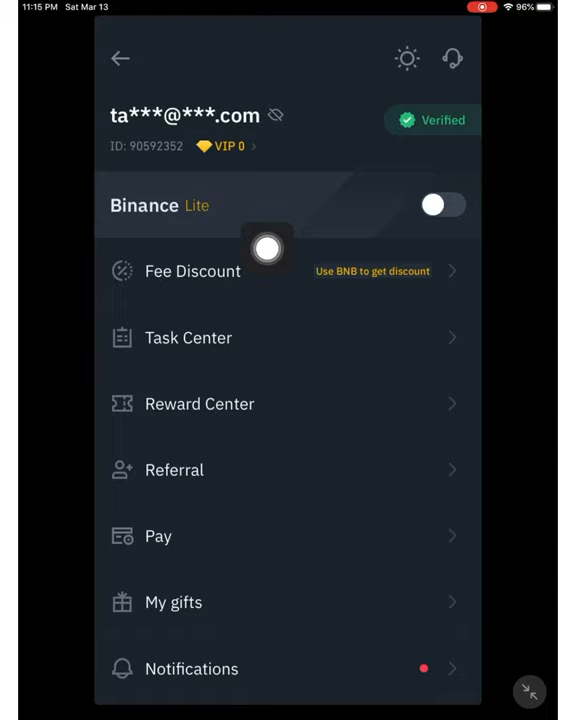 11:15 PM Sat Mar 13
96%
ta***@***.com
Verified
ID: 90592352 VIP 0
Binance Lite
Fee Discount Use BNB to get discount
Task Center
Reward Center
Referral
Pay
My gifts
Notifications